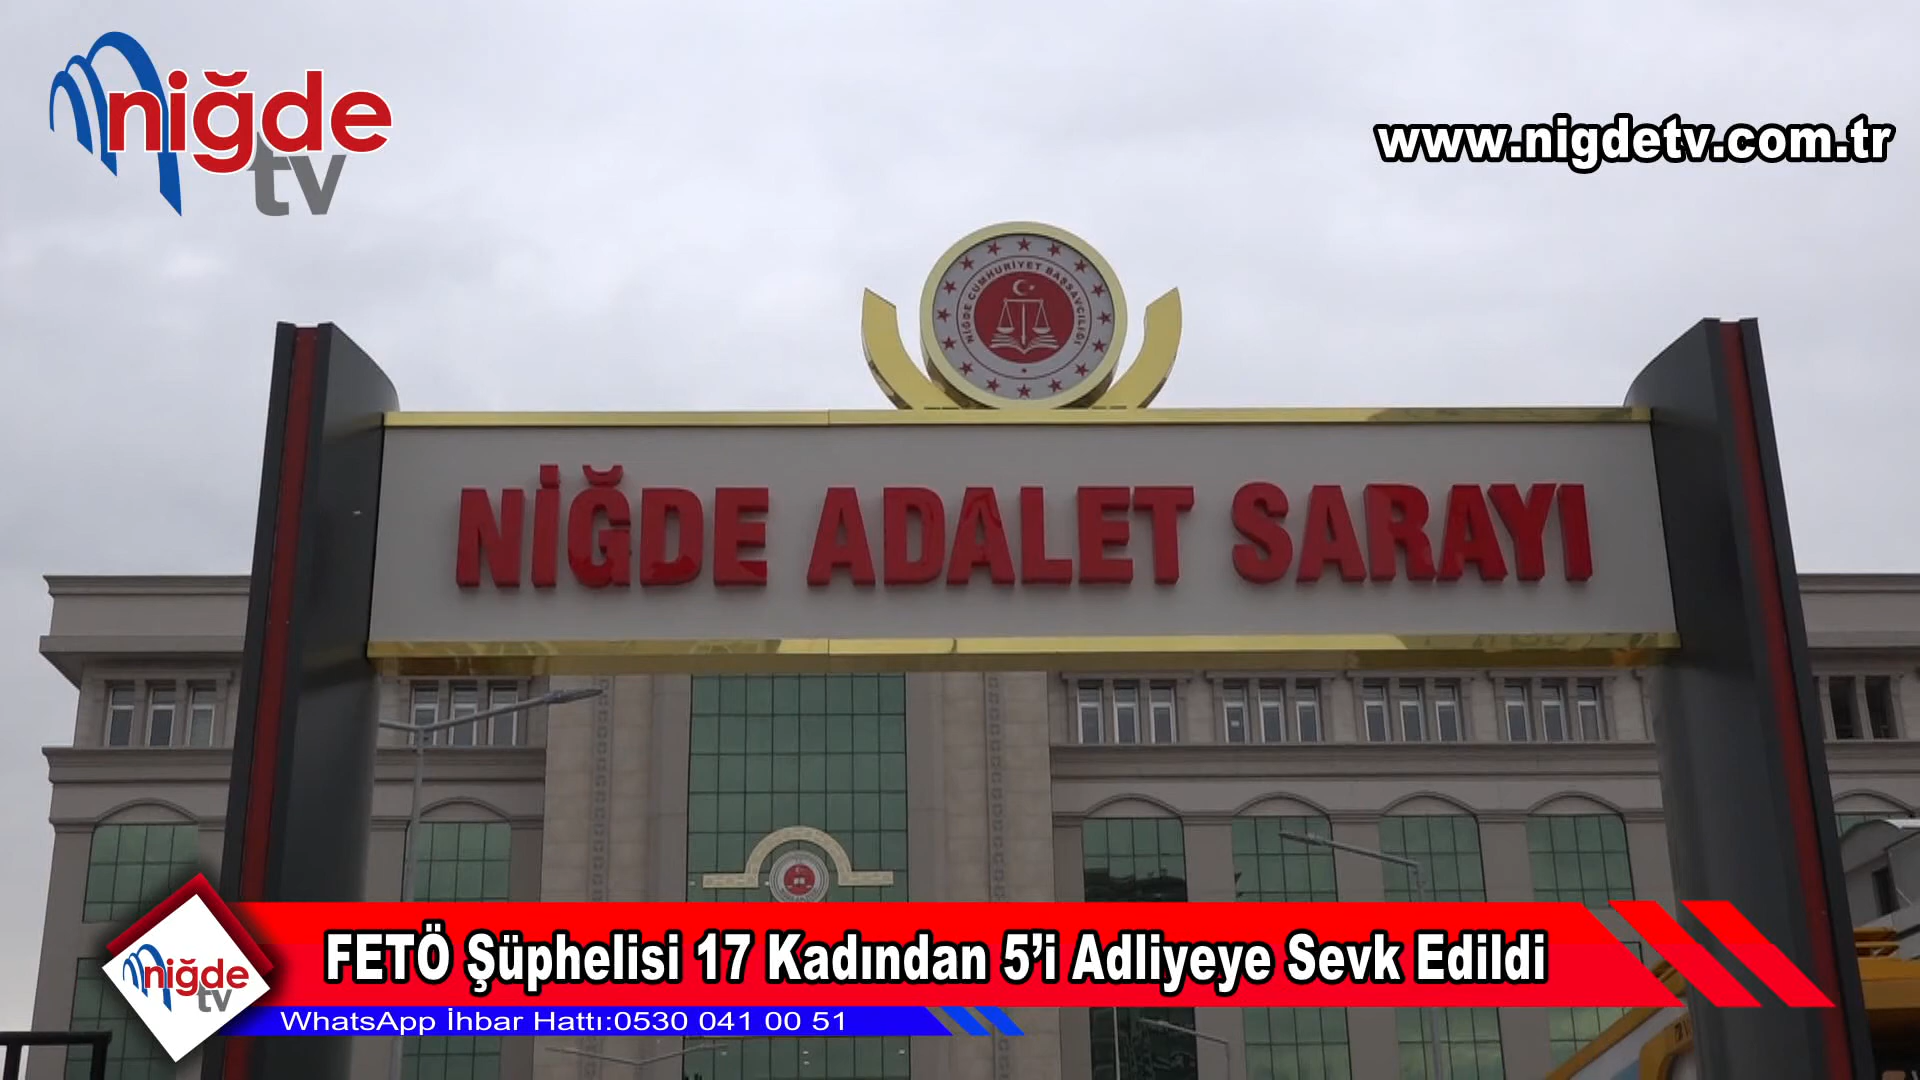 niğde
tv
www.nigdetv.com.tr
NİĞDE CUMHURİYET BAŞSAVCILIĞI
NİĞDE ADALET SARAYI
FETÖ Şüphelisi 17 Kadından 5’i Adliyeye Sevk Edildi
niğde
tv
WhatsApp İhbar Hattı:0530 041 00 51